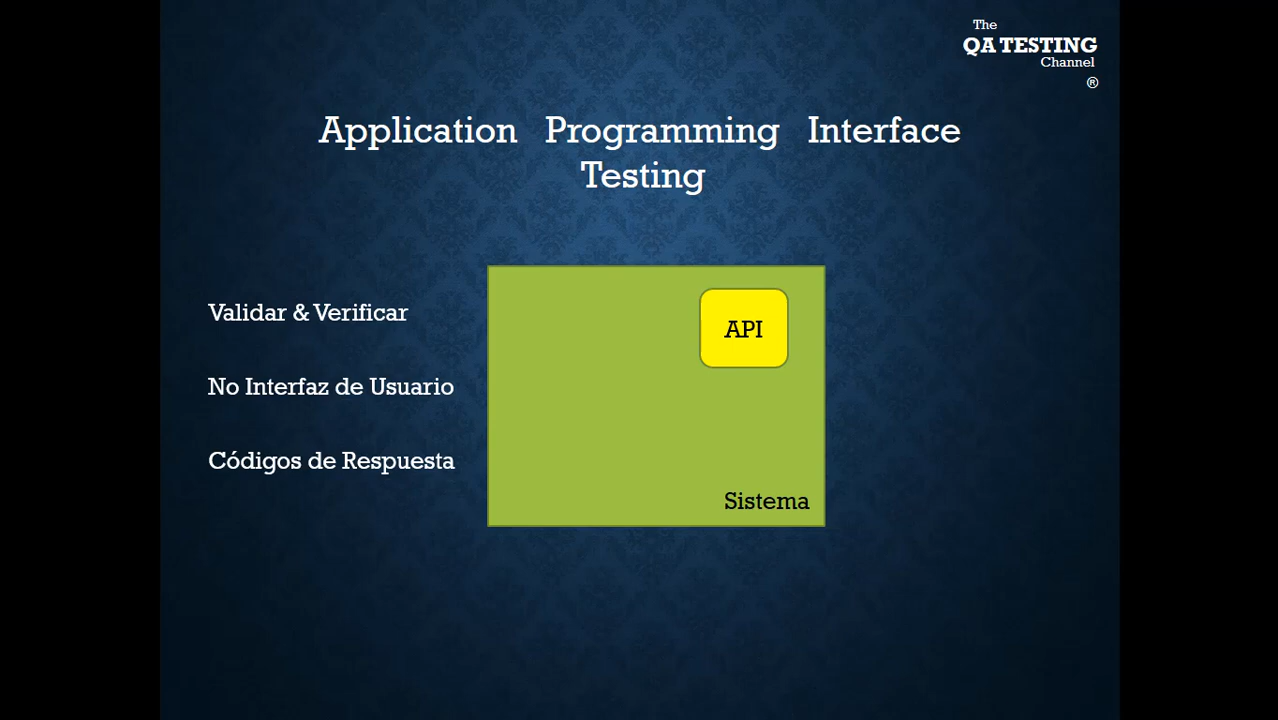 The
QA TESTING
Channel
®
Application Programming Interface
Testing
Validar & Verificar
No Interfaz de Usuario
Códigos de Respuesta
API
Sistema